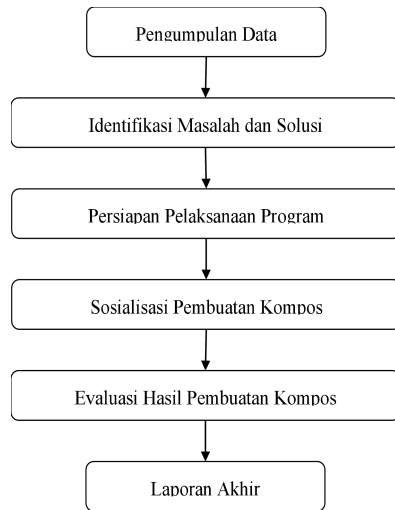 Pengumpulan Data
Identifikasi Masalah dan Solusi
Persiapan Pelaksanaan Program
Sosialisasi Pembuatan Kompos
Evaluasi Hasil Pembuatan Kompos
Laporan Akhir